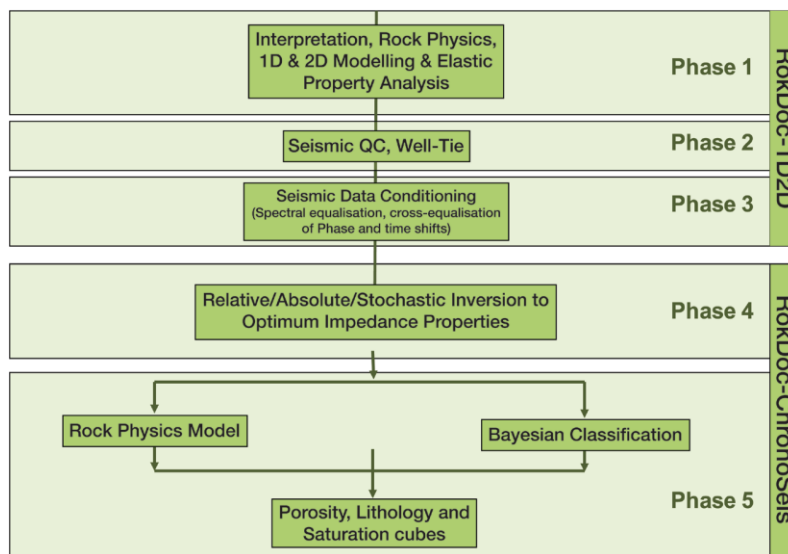 Interpretation, Rock Physics,
1D & 2D Modelling & Elastic
Property Analysis
Phase 1
Seismic QC, Well-Tie
Phase 2
Seismic Data Conditioning
(Spectral equalisation, cross-equalisation
of Phase and time shifts)
Phase 3
RokDoc-1D2D
Relative/Absolute/Stochastic Inversion to
Optimum Impedance Properties
Phase 4
Rock Physics Model
Bayesian Classification
Porosity, Lithology and
Saturation cubes
Phase 5
RokDoc-ChronoSeis